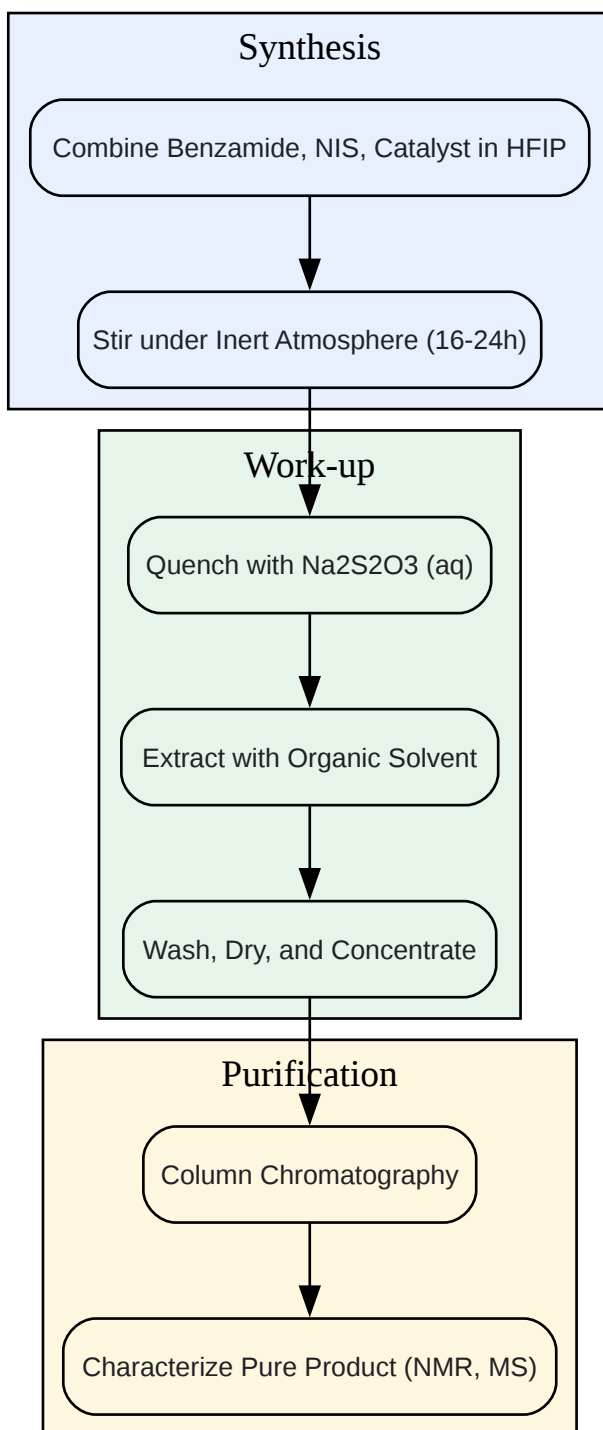 Synthesis
Combine Benzamide, NIS, Catalyst in HFIP
Stir under Inert Atmosphere (16-24h)
Work-up
Quench with Na2S2O3 (aq)
Extract with Organic Solvent
Wash, Dry, and Concentrate
Purification
Column Chromatography
Characterize Pure Product (NMR, MS)